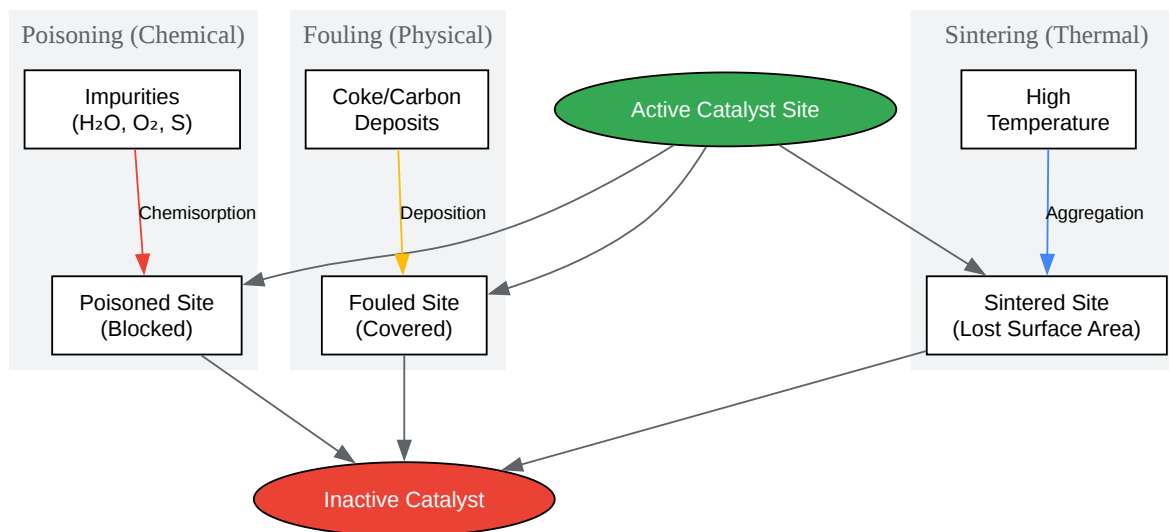 Poisoning (Chemical)
Fouling (Physical)
Sintering (Thermal)
Impurities
(H₂O, O₂, S)
Coke/Carbon
Deposits
Active Catalyst Site
High
Temperature
Chemisorption
Deposition
Aggregation
Poisoned Site
(Blocked)
Fouled Site
(Covered)
Sintered Site
(Lost Surface Area)
Inactive Catalyst